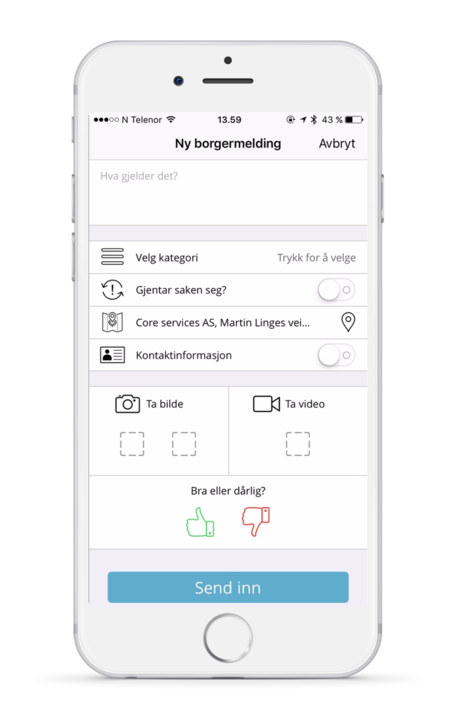 N Telenor 13.59 43 %
Ny borgermelding Avbryt
Hva gjelder det?
Velg kategori Trykk for å velge
Gjentar saken seg?
Core services AS, Martin Linges vei...
Kontaktinformasjon
Ta bilde Ta video
Bra eller dårlig?
Send inn